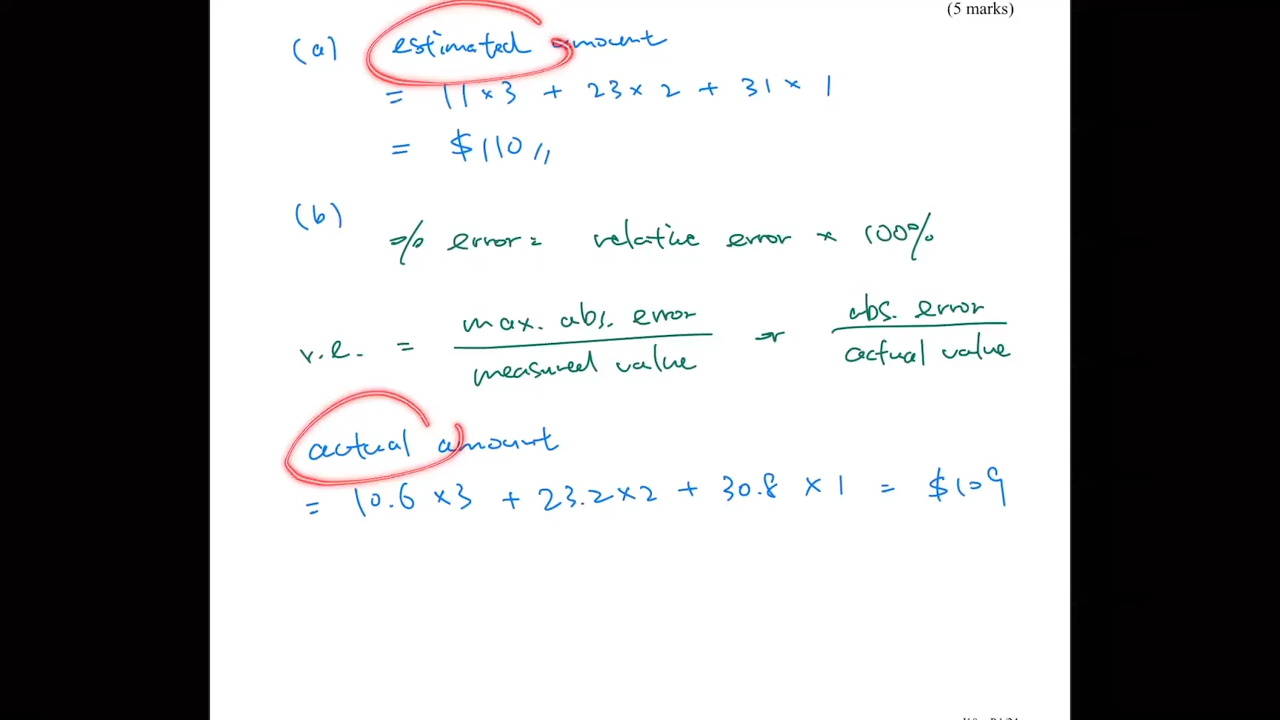 (5 marks)
(a) estimated amount
= 11 × 3 + 23 × 2 + 31 × 1
= $110 //
(b)
% error = relative error × 100%
r.e. = max. abs. error / measured value or abs. error / actual value
actual amount
= 10.6 × 3 + 23.2 × 2 + 30.8 × 1 = $109